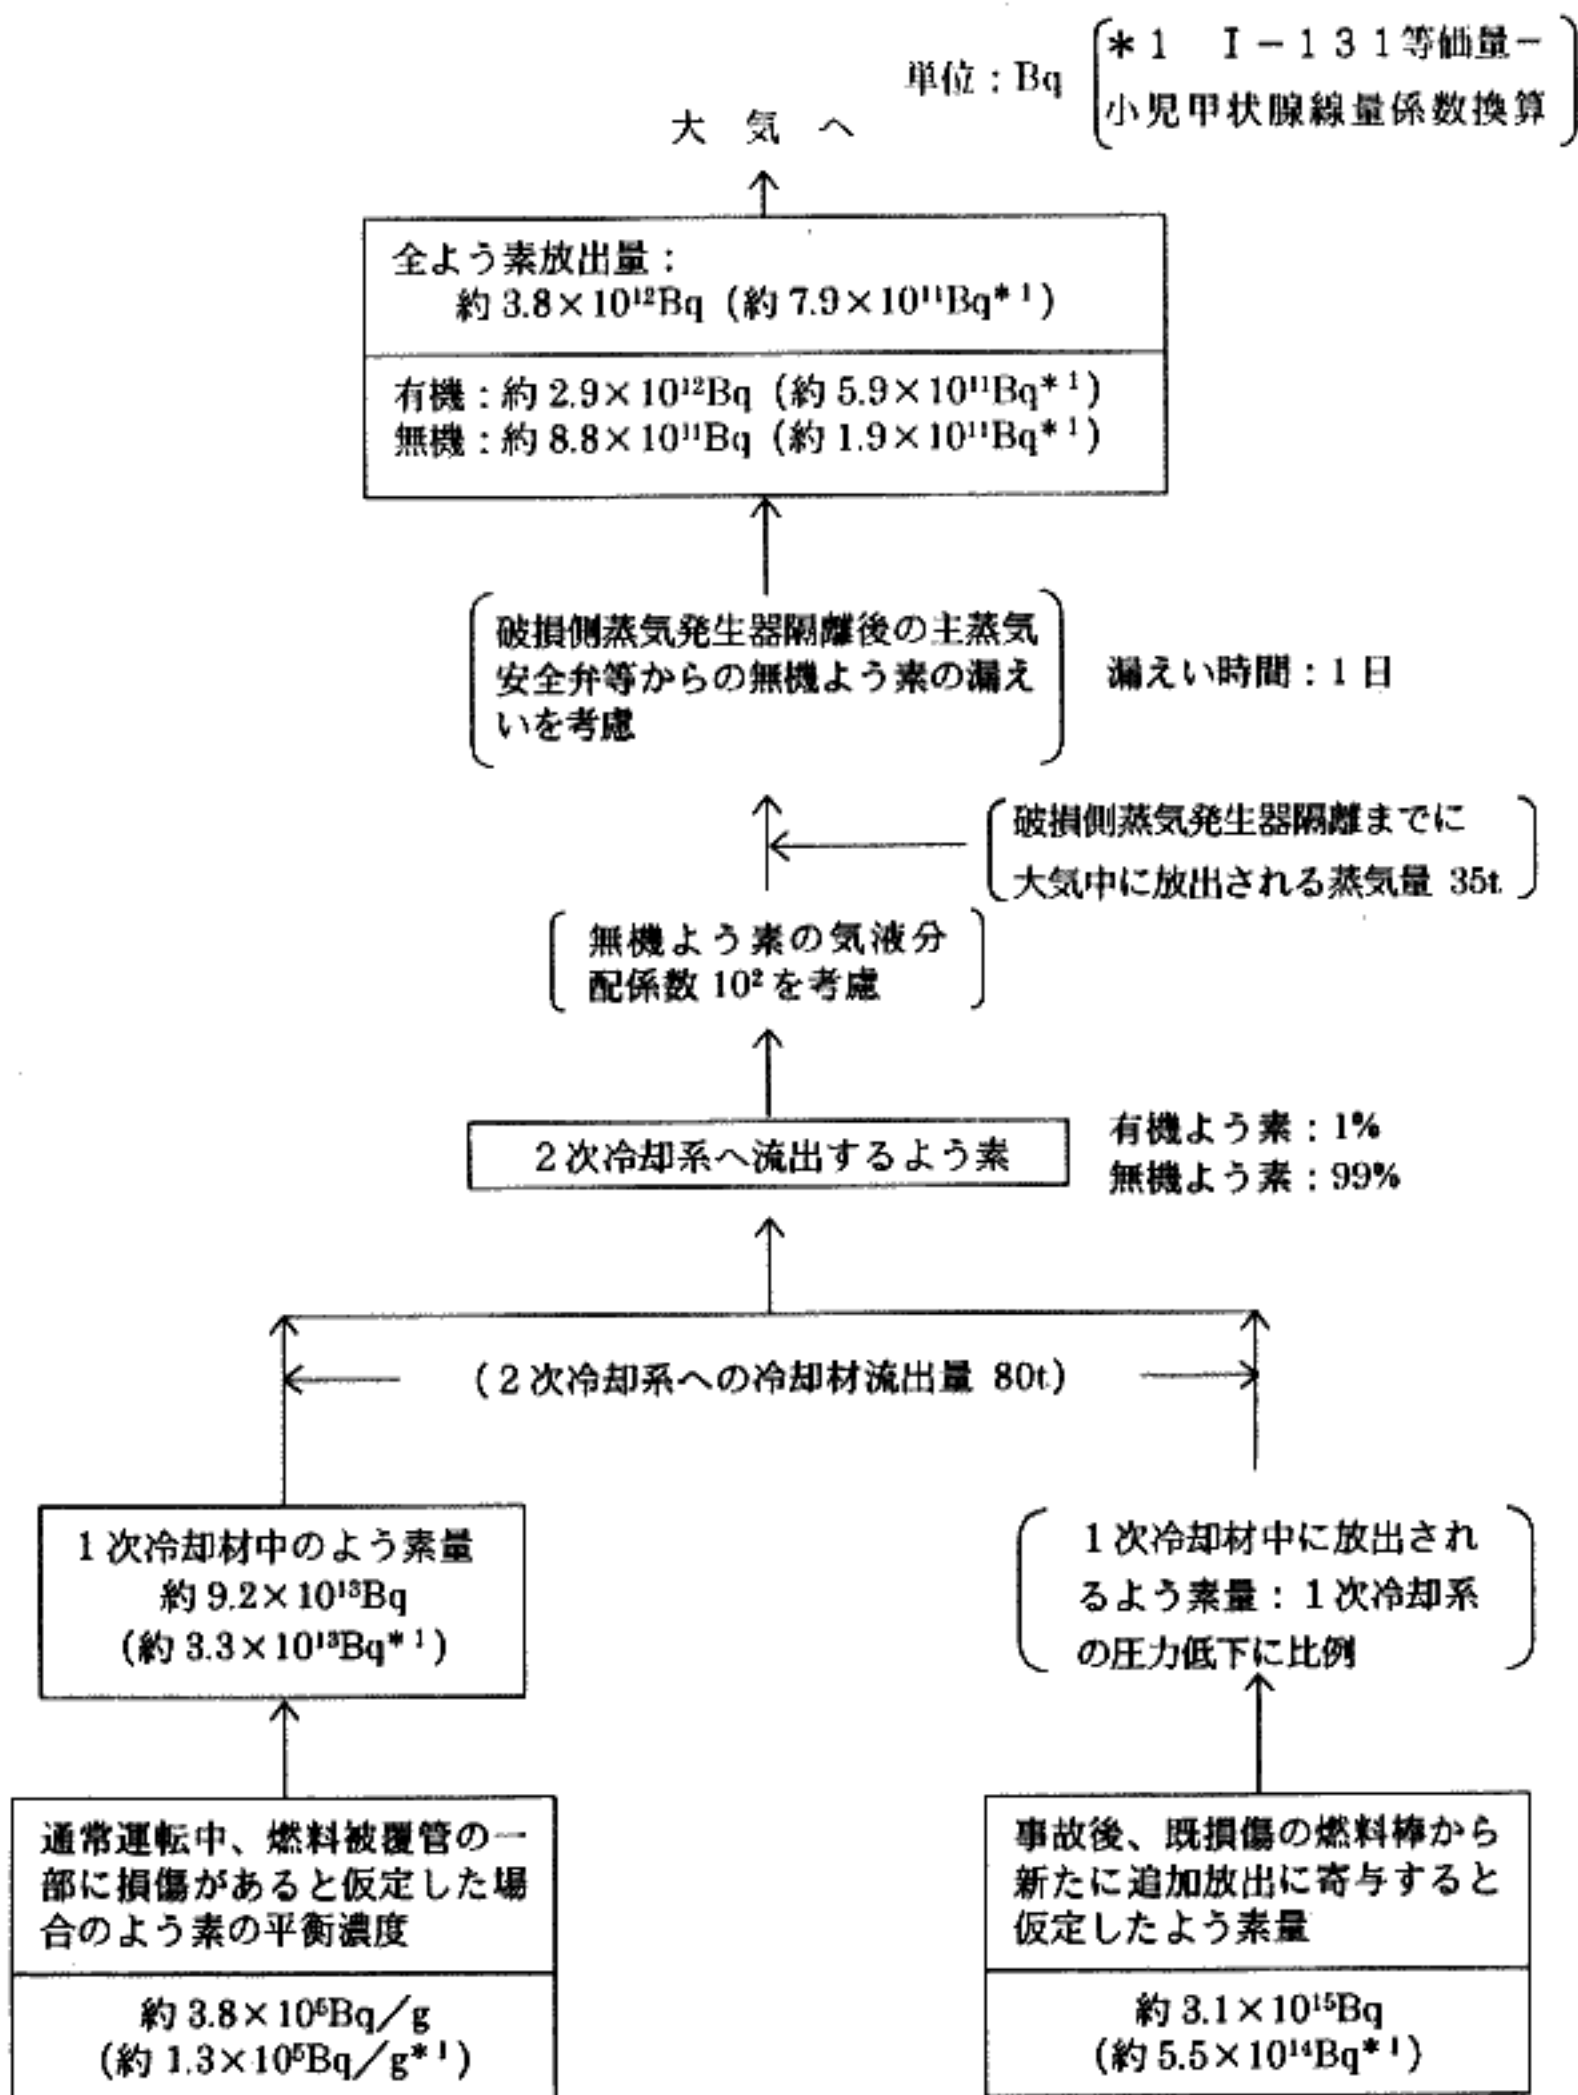 単位：Bq
*1 I－131等価量－
小児甲状腺線量係数換算
大気へ
全よう素放出量：
約 3.8×10¹²Bq（約 7.9×10¹¹Bq*¹）
有機：約 2.9×10¹²Bq（約 5.9×10¹¹Bq*¹）
無機：約 8.8×10¹¹Bq（約 1.9×10¹¹Bq*¹）
破損側蒸気発生器隔離後の主蒸気
安全弁等からの無機よう素の漏え
いを考慮
漏えい時間：1日
破損側蒸気発生器隔離までに
大気中に放出される蒸気量 35t
無機よう素の気液分
配係数 10²を考慮
2次冷却系へ流出するよう素
有機よう素：1%
無機よう素：99%
（2次冷却系への冷却材流出量 80t）
1次冷却材中のよう素量
約 9.2×10¹³Bq
（約 3.3×10¹³Bq*¹）
1次冷却材中に放出され
るよう素量：1次冷却系
の圧力低下に比例
通常運転中、燃料被覆管の一
部に損傷があると仮定した場
合のよう素の平衡濃度
約 3.8×10⁵Bq／g
（約 1.3×10⁵Bq／g*¹）
事故後、既損傷の燃料棒から
新たに追加放出に寄与すると
仮定したよう素量
約 3.1×10¹⁵Bq
（約 5.5×10¹⁴Bq*¹）